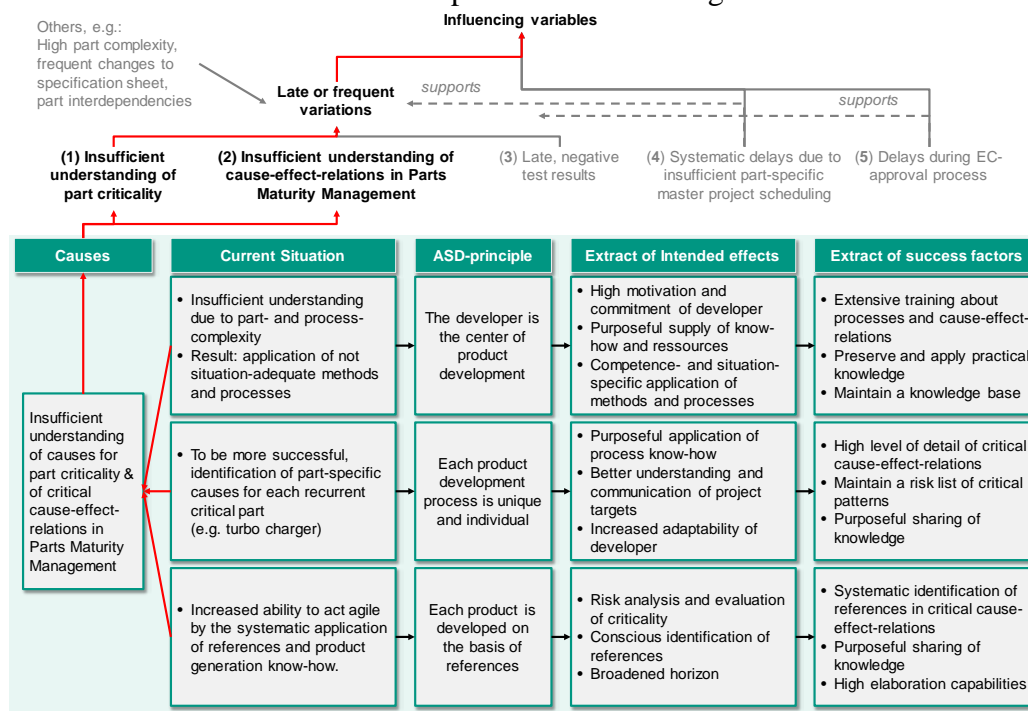 Influencing variables
Others, e.g.:
High part complexity,
frequent changes to
specification sheet,
part interdependencies
Late or frequent
variations
supports
supports
(1) Insufficient
understanding of
part criticality
(2) Insufficient understanding of
cause-effect-relations in Parts
Maturity Management
(3) Late, negative
test results
(4) Systematic delays due to
insufficient part-specific
master project scheduling
(5) Delays during EC-
approval process
Causes
Current Situation
ASD-principle
Extract of Intended effects
Extract of success factors
Insufficient
understanding
of causes for
part criticality &
of critical
cause-effect-
relations in
Parts Maturity
Management
• Insufficient understanding
due to part- and process-
complexity
• Result: application of not
situation-adequate methods
and processes
The developer is
the center of
product
development
• High motivation and
commitment of developer
• Purposeful supply of know-
how and ressources
• Competence- and situation-
specific application of
methods and processes
• Extensive training about
processes and cause-effect-
relations
• Preserve and apply practical
knowledge
• Maintain a knowledge base
• To be more successful,
identification of part-specific
causes for each recurrent
critical part
(e.g. turbo charger)
Each product
development
process is unique
and individual
• Purposeful application of
process know-how
• Better understanding and
communication of project
targets
• Increased adaptability of
developer
• High level of detail of critical
cause-effect-relations
• Maintain a risk list of critical
patterns
• Purposeful sharing of
knowledge
• Increased ability to act agile
by the systematic application
of references and product
generation know-how.
Each product is
developed on
the basis of
references
• Risk analysis and evaluation
of criticality
• Conscious identification of
references
• Broadened horizon
• Systematic identification of
references in critical cause-
effect-relations
• Purposeful sharing of
knowledge
• High elaboration capabilities